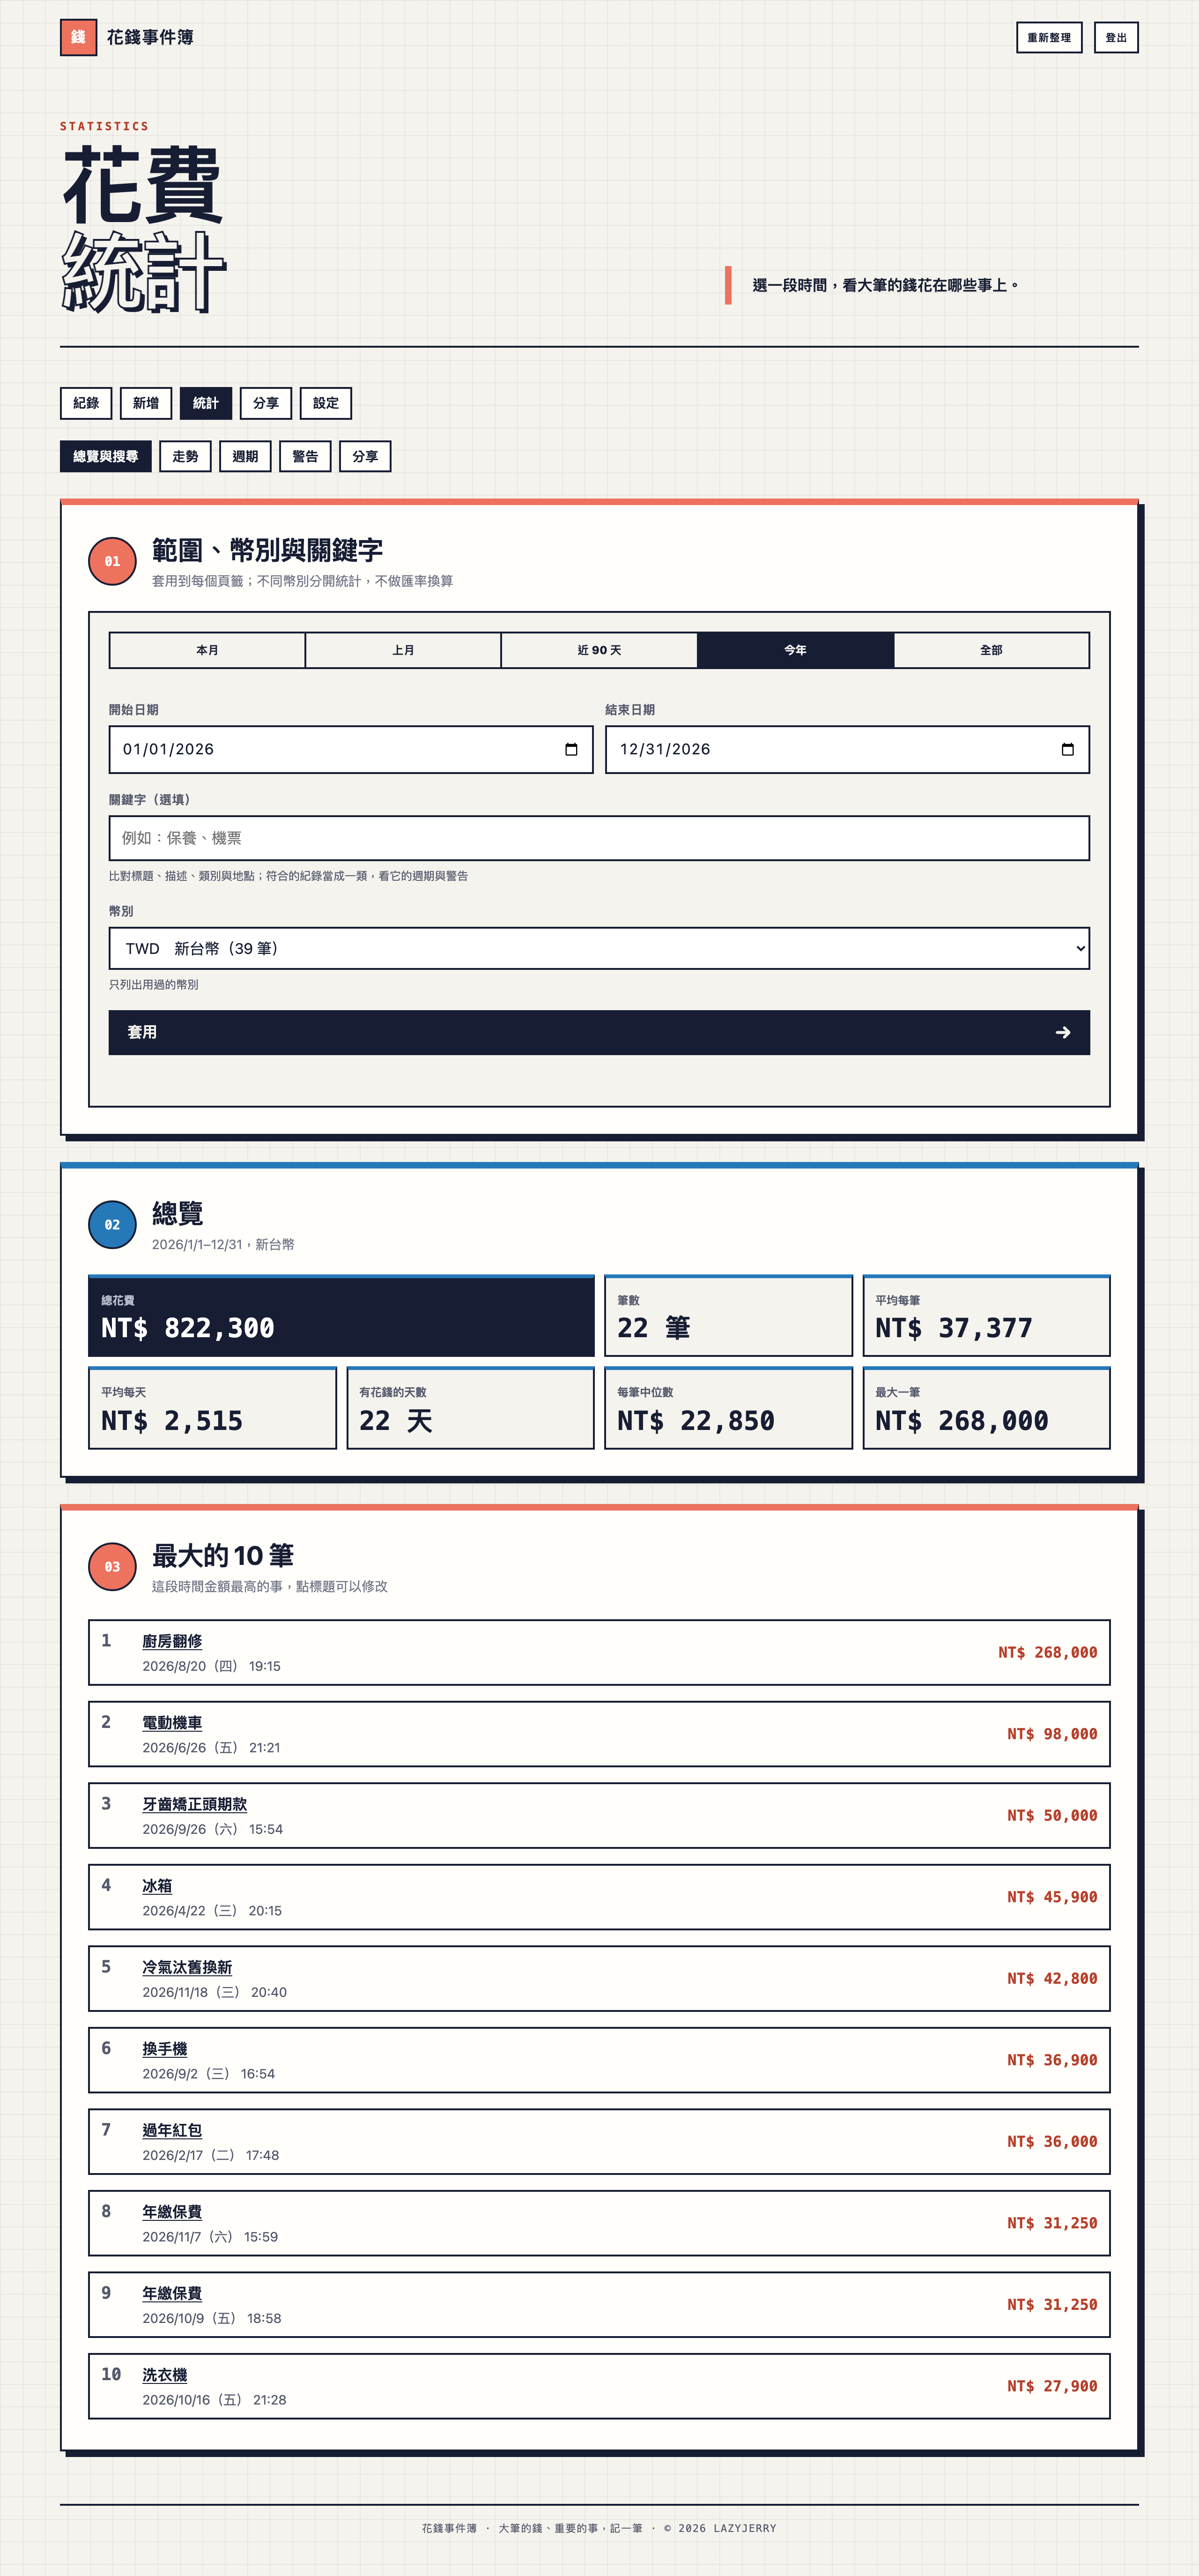 錢 花錢事件簿
重新整理 登出
STATISTICS
花費
統計
選一段時間，看大筆的錢花在哪些事上。
紀錄 新增 統計 分享 設定
總覽與搜尋 走勢 週期 警告 分享
01 範圍、幣別與關鍵字
套用到每個頁籤；不同幣別分開統計，不做匯率換算
本月 上月 近 90 天 今年 全部
開始日期 結束日期
01/01/2026 12/31/2026
關鍵字（選填）
例如：保養、機票
比對標題、描述、類別與地點；符合的紀錄當成一類，看它的週期與警告
幣別
TWD　新台幣（39 筆）
只列出用過的幣別
套用 →
02 總覽
2026/1/1–12/31，新台幣
總花費 筆數 平均每筆
NT$ 822,300 22 筆 NT$ 37,377
平均每天 有花錢的天數 每筆中位數 最大一筆
NT$ 2,515 22 天 NT$ 22,850 NT$ 268,000
03 最大的 10 筆
這段時間金額最高的事，點標題可以修改
1 廚房翻修 NT$ 268,000
2026/8/20（四） 19:15
2 電動機車 NT$ 98,000
2026/6/26（五） 21:21
3 牙齒矯正頭期款 NT$ 50,000
2026/9/26（六） 15:54
4 冰箱 NT$ 45,900
2026/4/22（三） 20:15
5 冷氣汰舊換新 NT$ 42,800
2026/11/18（三） 20:40
6 換手機 NT$ 36,900
2026/9/2（三） 16:54
7 過年紅包 NT$ 36,000
2026/2/17（二） 17:48
8 年繳保費 NT$ 31,250
2026/11/7（六） 15:59
9 年繳保費 NT$ 31,250
2026/10/9（五） 18:58
10 洗衣機 NT$ 27,900
2026/10/16（五） 21:28
花錢事件簿 · 大筆的錢、重要的事，記一筆 · © 2026 LAZYJERRY